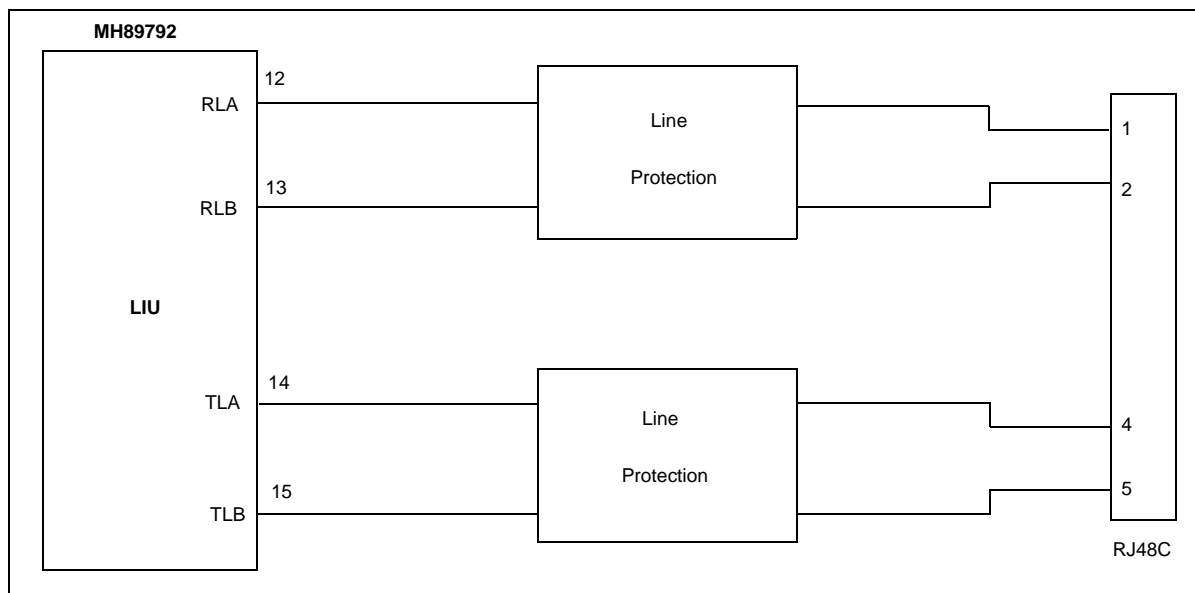 MH89792
12
RLA
Line
1
Protection
13
2
RLB
LIU
14
TLA
Line
4
Protection
15
5
TLB
RJ48C